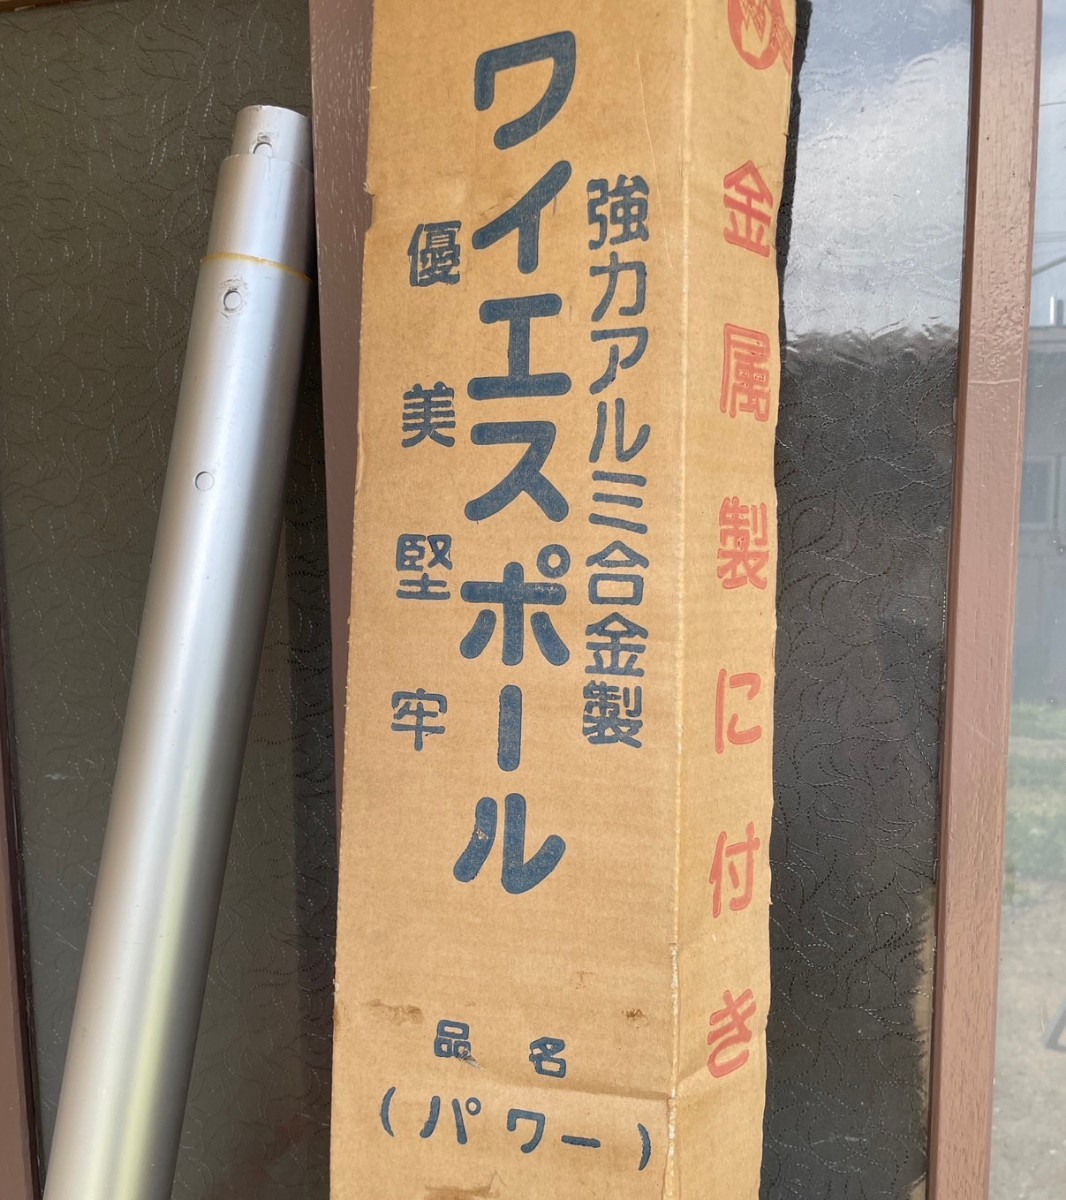 金属製に付き
強力アルミ合金製
ワイエスポール
優美堅牢
品名
(パワー)